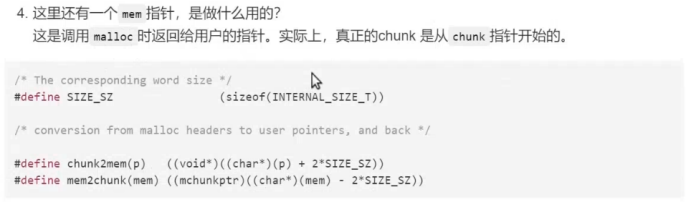 4. 这里还有一个 mem 指针，是做什么用的？
这是调用 malloc 时返回给用户的指针。实际上，真正的chunk 是从 chunk 指针开始的。
/* The corresponding word size */
#define SIZE_SZ (sizeof(INTERNAL_SIZE_T))
/* conversion from malloc headers to user pointers, and back */
#define chunk2mem(p) ((void*)((char*)(p) + 2*SIZE_SZ))
#define mem2chunk(mem) ((mchunkptr)((char*)(mem) - 2*SIZE_SZ))